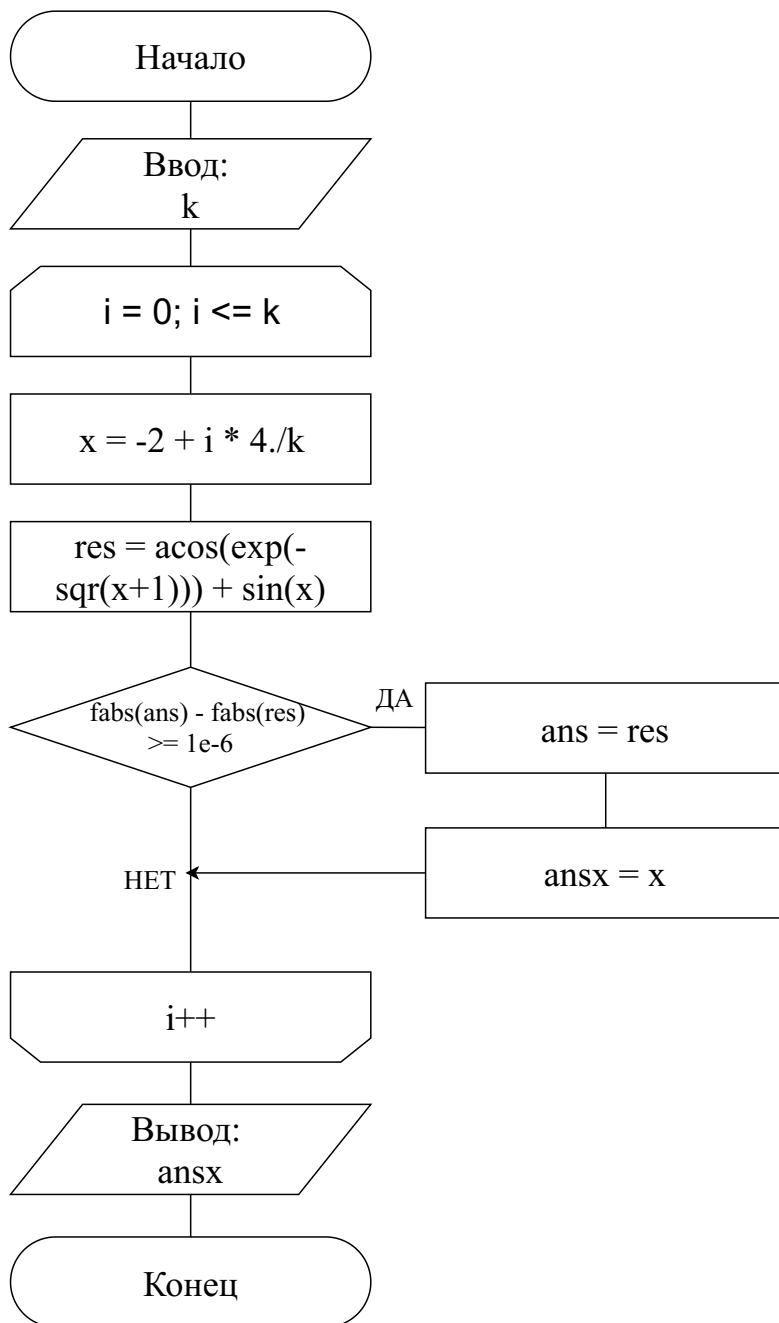 Начало
Ввод:
k
i = 0; i <= k
x = -2 + i * 4./k
res = acos(exp(-
sqr(x+1))) + sin(x)
fabs(ans) - fabs(res)
>= 1e-6
ДА
ans = res
ansx = x
НЕТ
i++
Вывод:
ansx
Конец